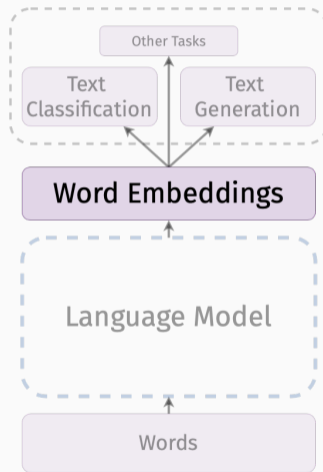 Other Tasks
Text
Classification
Text
Generation
Word Embeddings
Language Model
Words